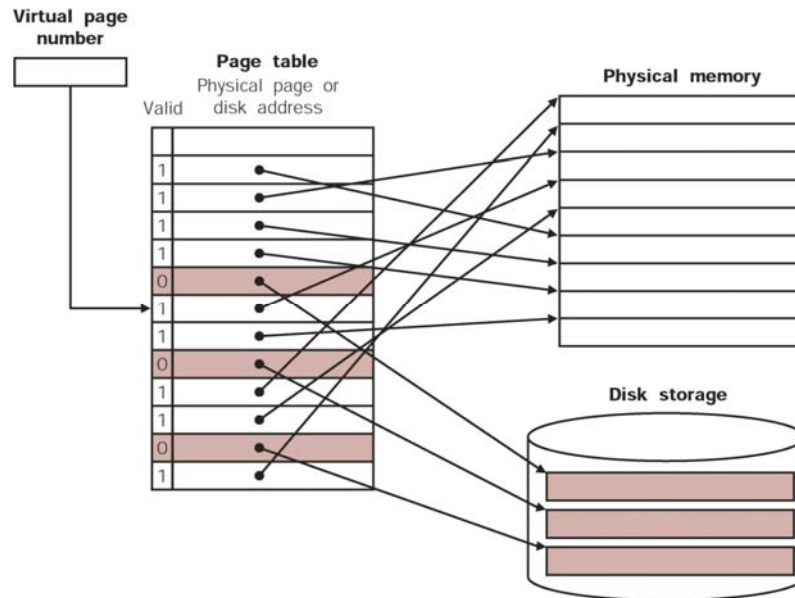 Virtual page
number
Page table
Physical page or
disk address
Valid
1
1
1
1
0
1
1
0
1
1
0
1
Physical memory
Disk storage